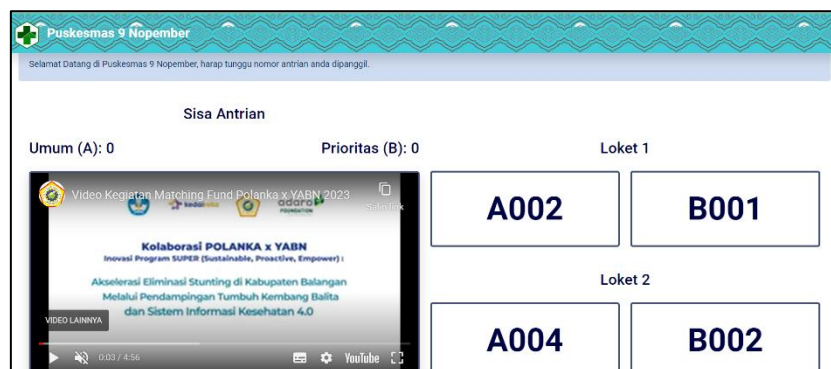 Puskesmas 9 Nopember
Selamat Datang di Puskesmas 9 Nopember, harap tunggu nomor antrian anda dipanggil.
Sisa Antrian
Umum (A): 0
Prioritas (B): 0
Video Kegiatan Matching Fund Polanka x YABN 2023
Salin link
kedaireka
adaro
FOUNDATION
Kolaborasi POLANKA x YABN
Inovasi Program SUPER (Sustainable, Proactive, Empower) :
Akselerasi Eliminasi Stunting di Kabupaten Balangan
Melalui Pendampingan Tumbuh Kembang Balita
dan Sistem Informasi Kesehatan 4.0
VIDEO LAINNYA
0:03 / 4:56
YouTube
Loket 1
A002
B001
Loket 2
A004
B002